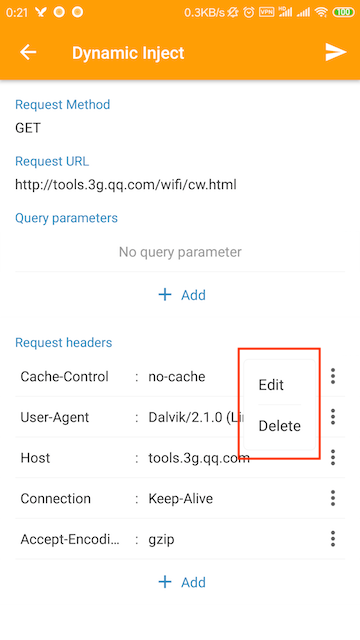 0:21 0.3KB/s VPN 100
Dynamic Inject
Request Method
GET
Request URL
http://tools.3g.qq.com/wifi/cw.html
Query parameters
No query parameter
+ Add
Request headers
Cache-Control : no-cache
Edit
User-Agent : Dalvik/2.1.0 (Li
Delete
Host : tools.3g.qq.com
Connection : Keep-Alive
Accept-Encodi... : gzip
+ Add